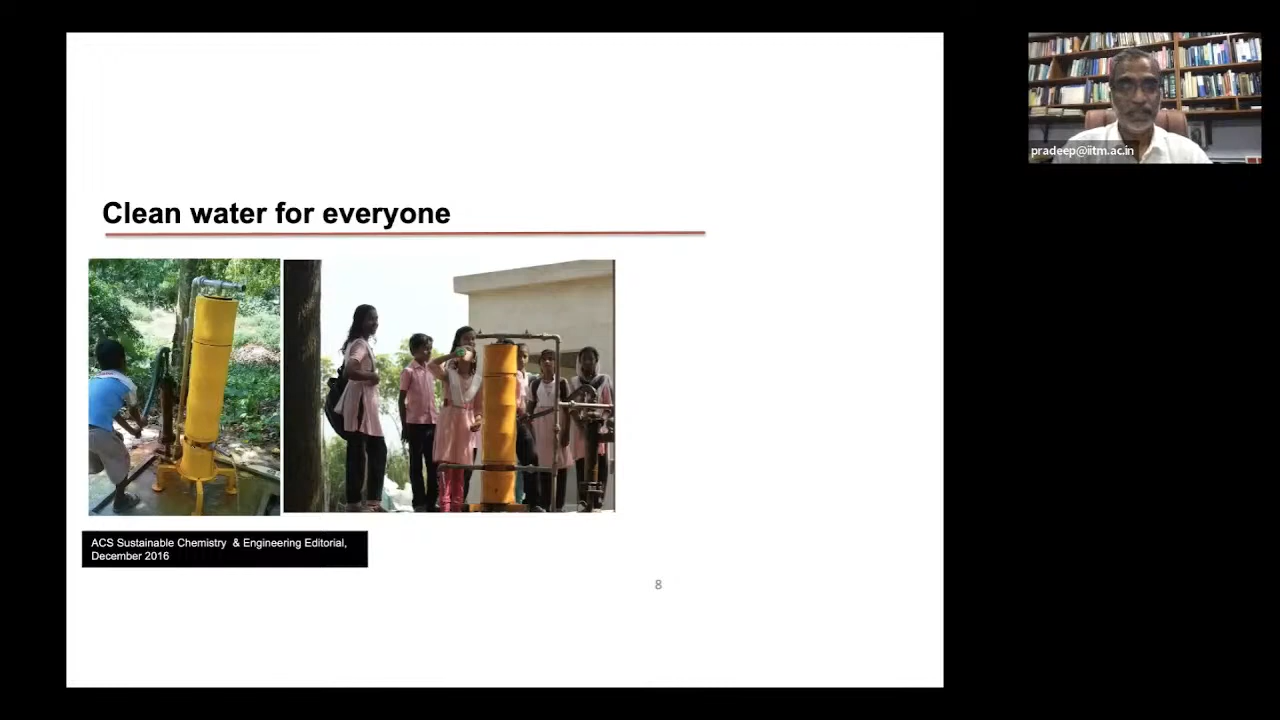 Clean water for everyone
ACS Sustainable Chemistry & Engineering Editorial,
December 2016
8
pradeep@iitm.ac.in